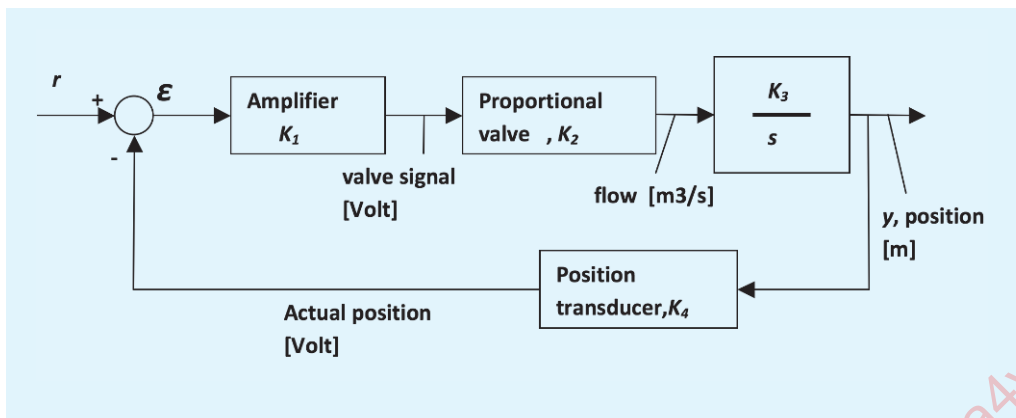 r
+
ε
-
Amplifier
K1
valve signal
[Volt]
Proportional
valve , K2
flow [m3/s]
K3
s
y, position
[m]
Position
transducer,K4
Actual position
[Volt]